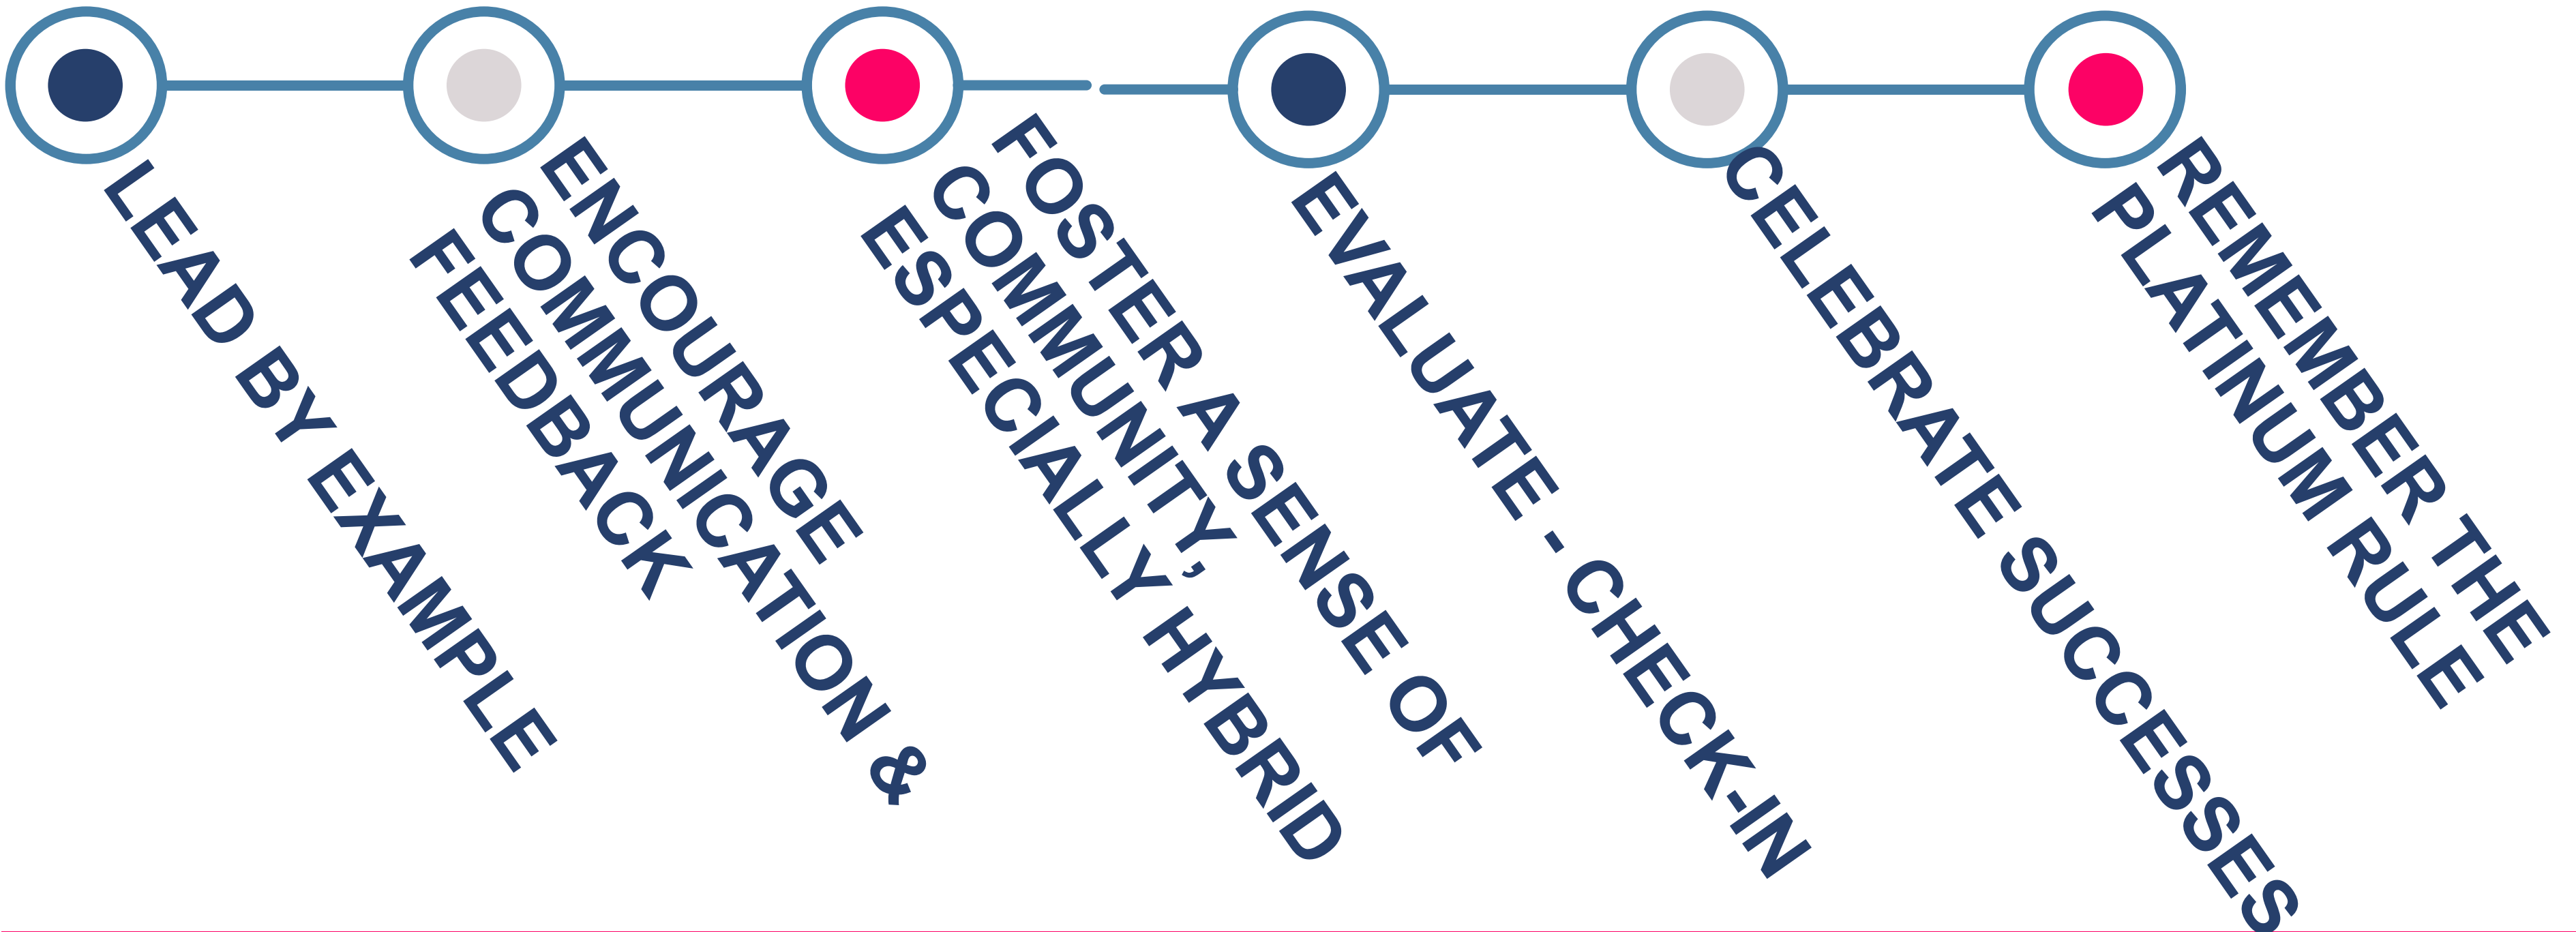 LEAD BY EXAMPLE
ENCOURAGE
COMMUNICATION &
FEEDBACK
FOSTER A SENSE OF
COMMUNITY,
ESPECIALLY HYBRID
EVALUATE - CHECK-IN
CELEBRATE SUCCESSES
REMEMBER THE
PLATINUM RULE